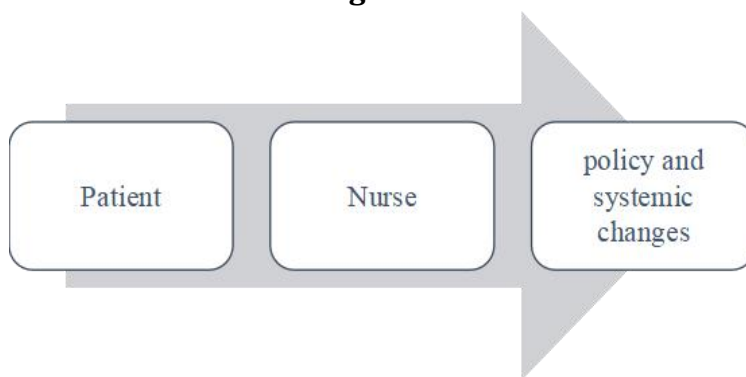 Patient
Nurse
policy and
systemic
changes